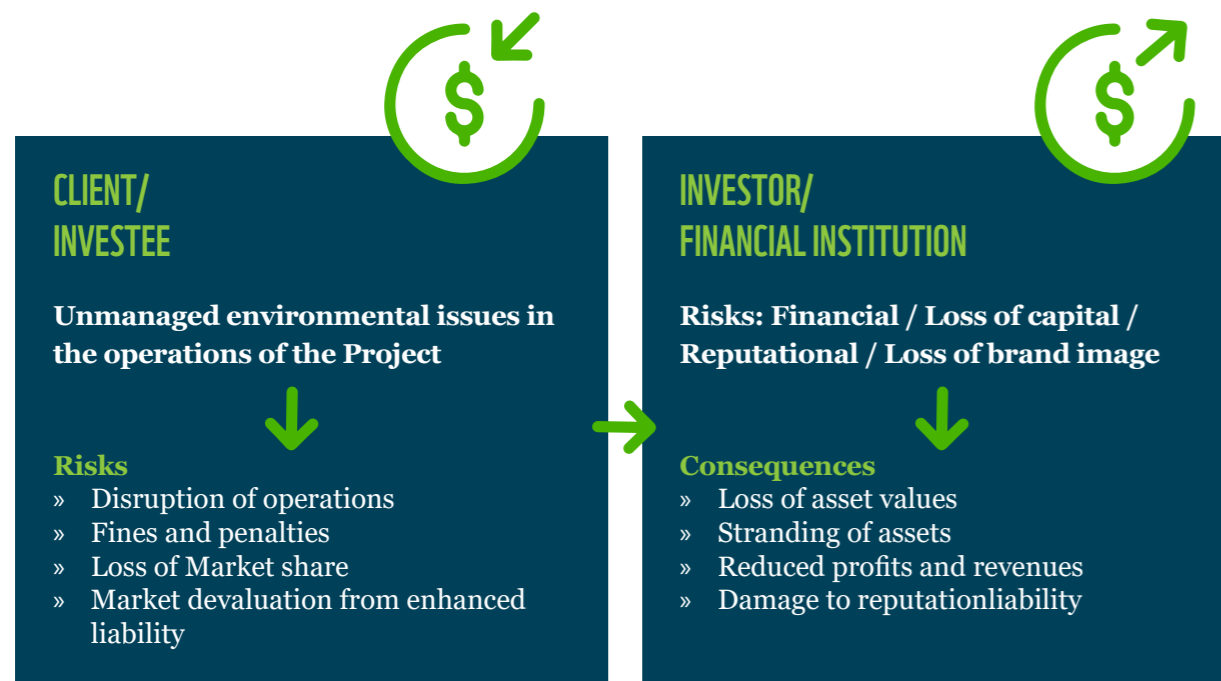 $
$
CLIENT/
INVESTEE
Unmanaged environmental issues in
the operations of the Project
Risks
» Disruption of operations
» Fines and penalties
» Loss of Market share
» Market devaluation from enhanced
liability
INVESTOR/
FINANCIAL INSTITUTION
Risks: Financial / Loss of capital /
Reputational / Loss of brand image
Consequences
» Loss of asset values
» Stranding of assets
» Reduced profits and revenues
» Damage to reputationliability